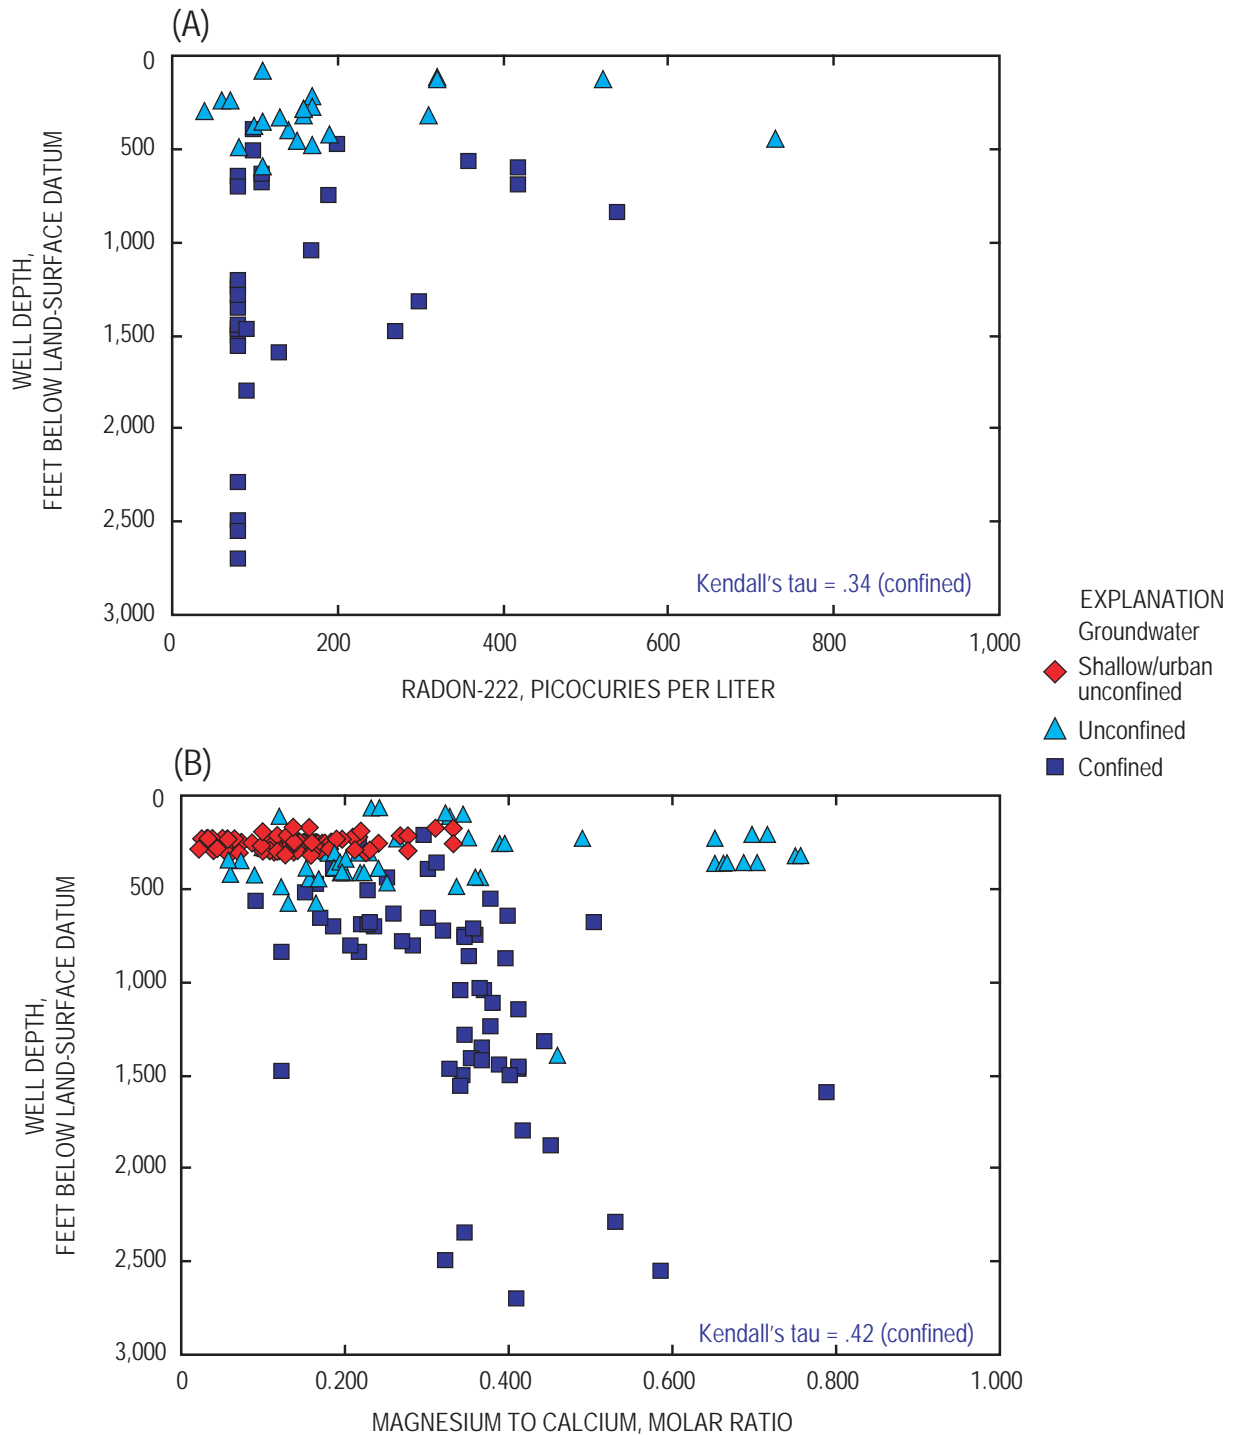 (A)
0
500
1,000
1,500
2,000
2,500
3,000
WELL DEPTH,
FEET BELOW LAND-SURFACE DATUM
Kendall's tau = .34 (confined)
0 200 400 600 800 1,000
RADON-222, PICOCURIES PER LITER
EXPLANATION
Groundwater
Shallow/urban
unconfined
Unconfined
Confined
(B)
0
500
1,000
1,500
2,000
2,500
3,000
WELL DEPTH,
FEET BELOW LAND-SURFACE DATUM
Kendall's tau = .42 (confined)
0 0.200 0.400 0.600 0.800 1.000
MAGNESIUM TO CALCIUM, MOLAR RATIO